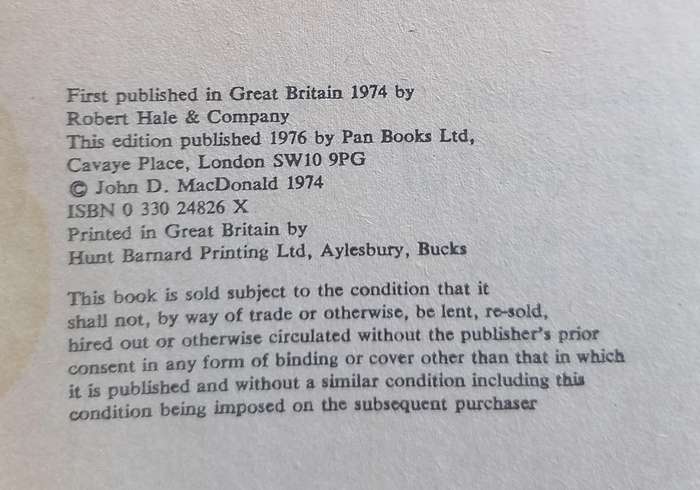 First published in Great Britain 1974 by
Robert Hale & Company
This edition published 1976 by Pan Books Ltd,
Cavaye Place, London SW10 9PG
© John D. MacDonald 1974
ISBN 0 330 24826 X
Printed in Great Britain by
Hunt Barnard Printing Ltd, Aylesbury, Bucks
This book is sold subject to the condition that it
shall not, by way of trade or otherwise, be lent, re-sold,
hired out or otherwise circulated without the publisher's prior
consent in any form of binding or cover other than that in which
it is published and without a similar condition including this
condition being imposed on the subsequent purchaser